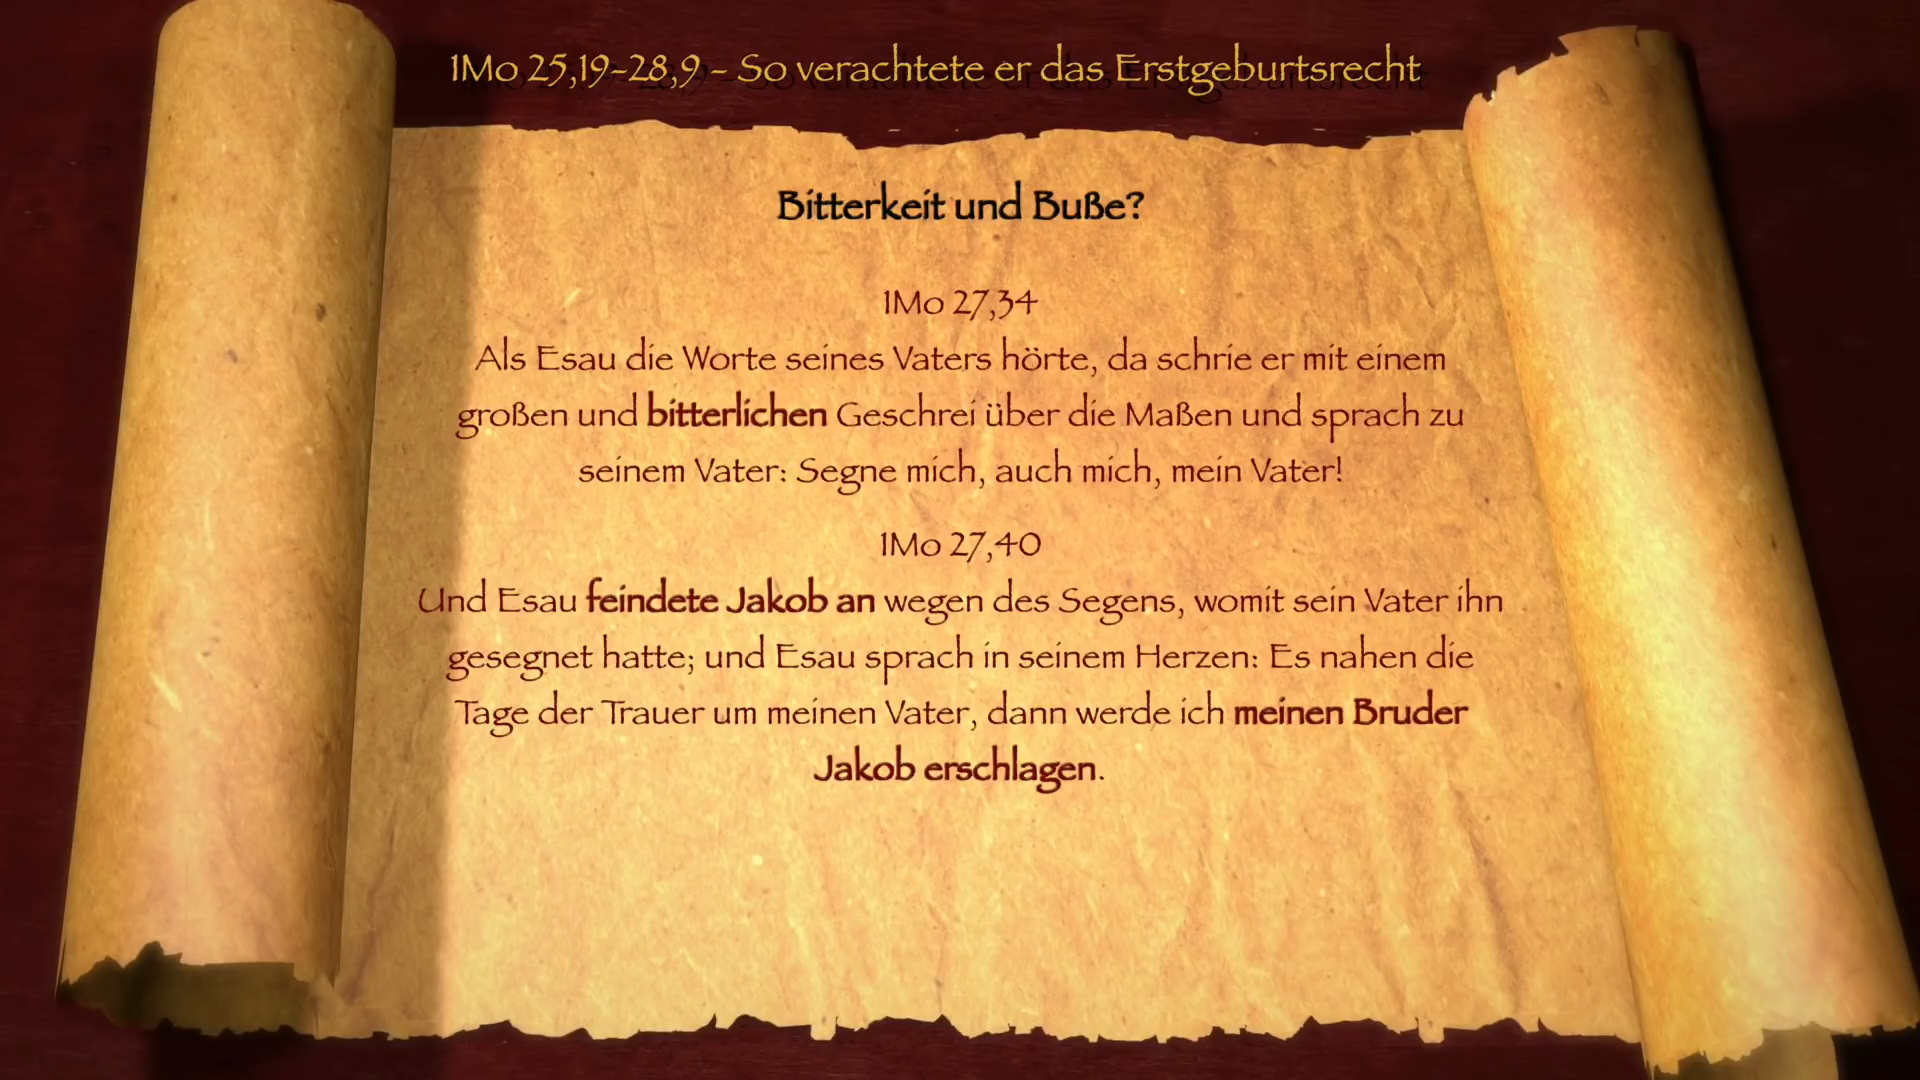 1Mo 25,19-28,9 - So verachtete er das Erstgeburtsrecht
Bitterkeit und Buße?
1Mo 27,34
Als Esau die Worte seines Vaters hörte, da schrie er mit einem
großen und bitterlichen Geschrei über die Maßen und sprach zu
seinem Vater: Segne mich, auch mich, mein Vater!
1Mo 27,40
Und Esau feindete Jakob an wegen des Segens, womit sein Vater ihn
gesegnet hatte; und Esau sprach in seinem Herzen: Es nahen die
Tage der Trauer um meinen Vater, dann werde ich meinen Bruder
Jakob erschlagen.